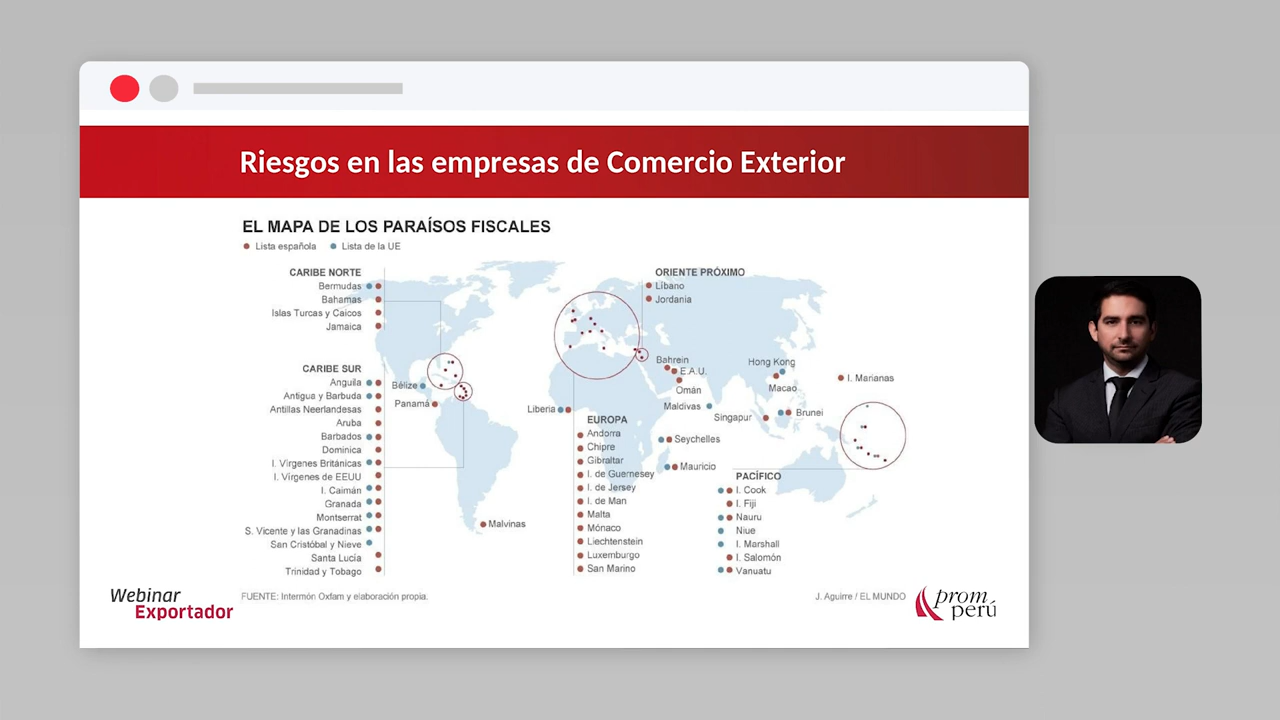 Riesgos en las empresas de Comercio Exterior
EL MAPA DE LOS PARAÍSOS FISCALES
Lista española
Lista de la UE
CARIBE NORTE
Bermudas
Bahamas
Islas Turcas y Caicos
Jamaica
CARIBE SUR
Anguila
Antigua y Barbuda
Antillas Neerlandesas
Aruba
Barbados
Dominica
I. Vírgenes Británicas
I. Vírgenes de EEUU
I. Caimán
Granada
Montserrat
S. Vicente y las Granadinas
San Cristóbal y Nieve
Santa Lucía
Trinidad y Tobago
Bélize
Panamá
Malvinas
Liberia
EUROPA
Andorra
Chipre
Gibraltar
I. de Guernesey
I. de Jersey
I. de Man
Malta
Mónaco
Liechtenstein
Luxemburgo
San Marino
ORIENTE PRÓXIMO
Líbano
Jordania
Bahrein
E.A.U.
Omán
Maldivas
Seychelles
Mauricio
Hong Kong
Macao
Singapur
Brunei
I. Marianas
PACÍFICO
I. Cook
I. Fiji
Nauru
Niue
I. Marshall
I. Salomón
Vanuatu
FUENTE: Intermón Oxfam y elaboración propia.
J. Aguirre / EL MUNDO
Webinar
Exportador
prom
perú